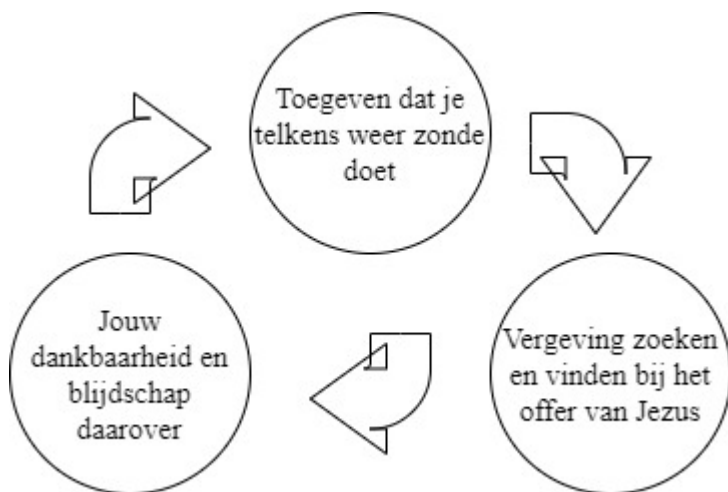 Toegeven dat je
telkens weer zonde
doet
Vergeving zoeken
en vinden bij het
offer van Jezus
Jouw
dankbaarheid en
blijdschap
daarover